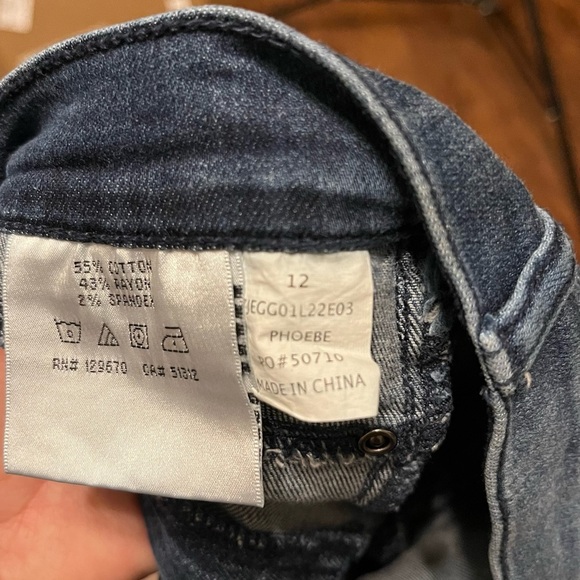 55% COTTON
43% RAYON
2% SPANDEX
RN# 129670 CA# 51312
12
JEGG01L22E03
PHOEBE
PO#50716
MADE IN CHINA